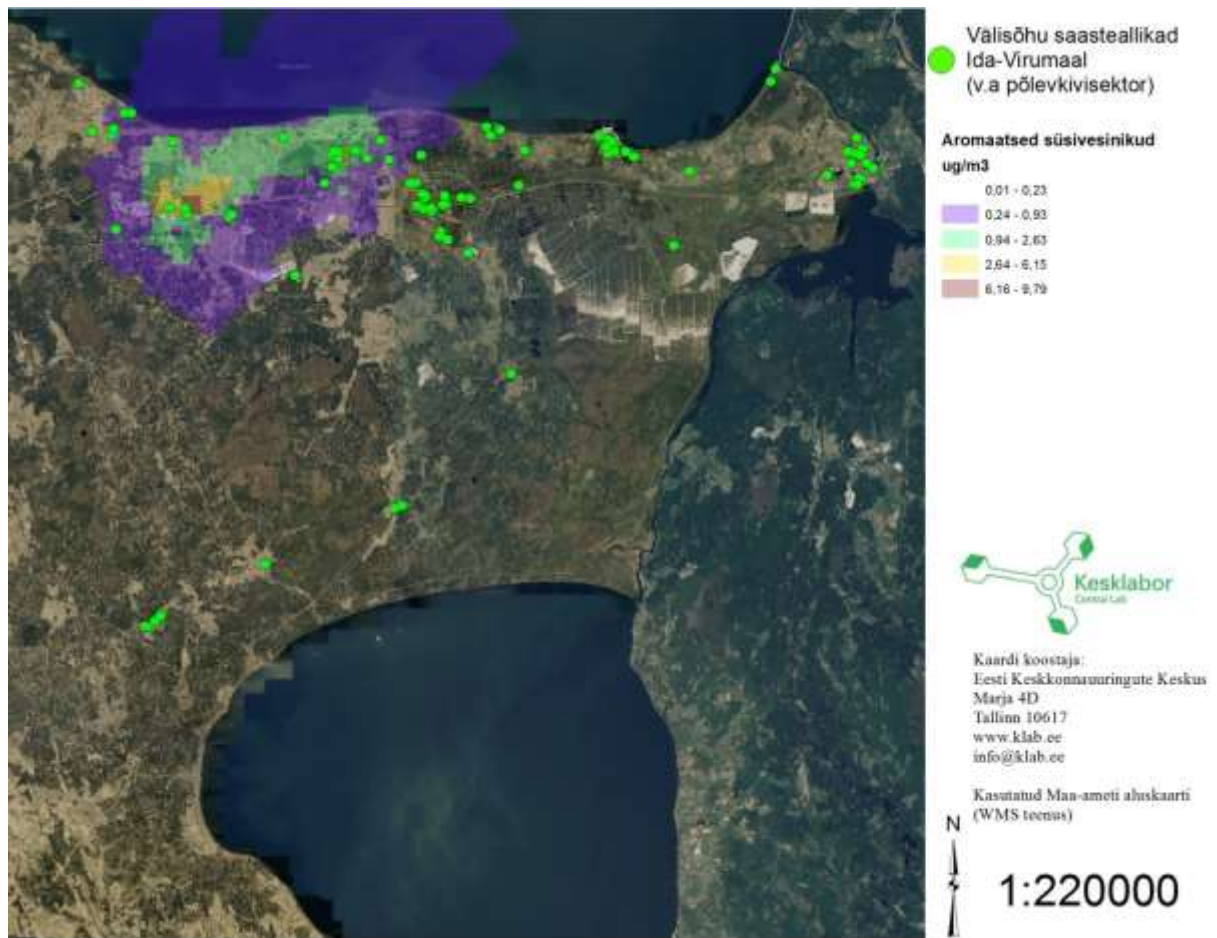 Välisõhu saasteallikad
Ida-Virumaal
(v.a põlevkivisektor)
Aromaatsed süsivesinikud
ug/m3
0,01 - 0,23
0,24 - 0,93
0,94 - 2,63
2,64 - 6,15
6,16 - 9,79
Kesklabor
Central Lab
Kaardi koostaja:
Eesti Keskkonnauuringute Keskus
Marja 4D
Tallinn 10617
www.klab.ee
info@klab.ee
Kasutatud Maa-ameti aluskaarti
(WMS teenus)
N
1:220000